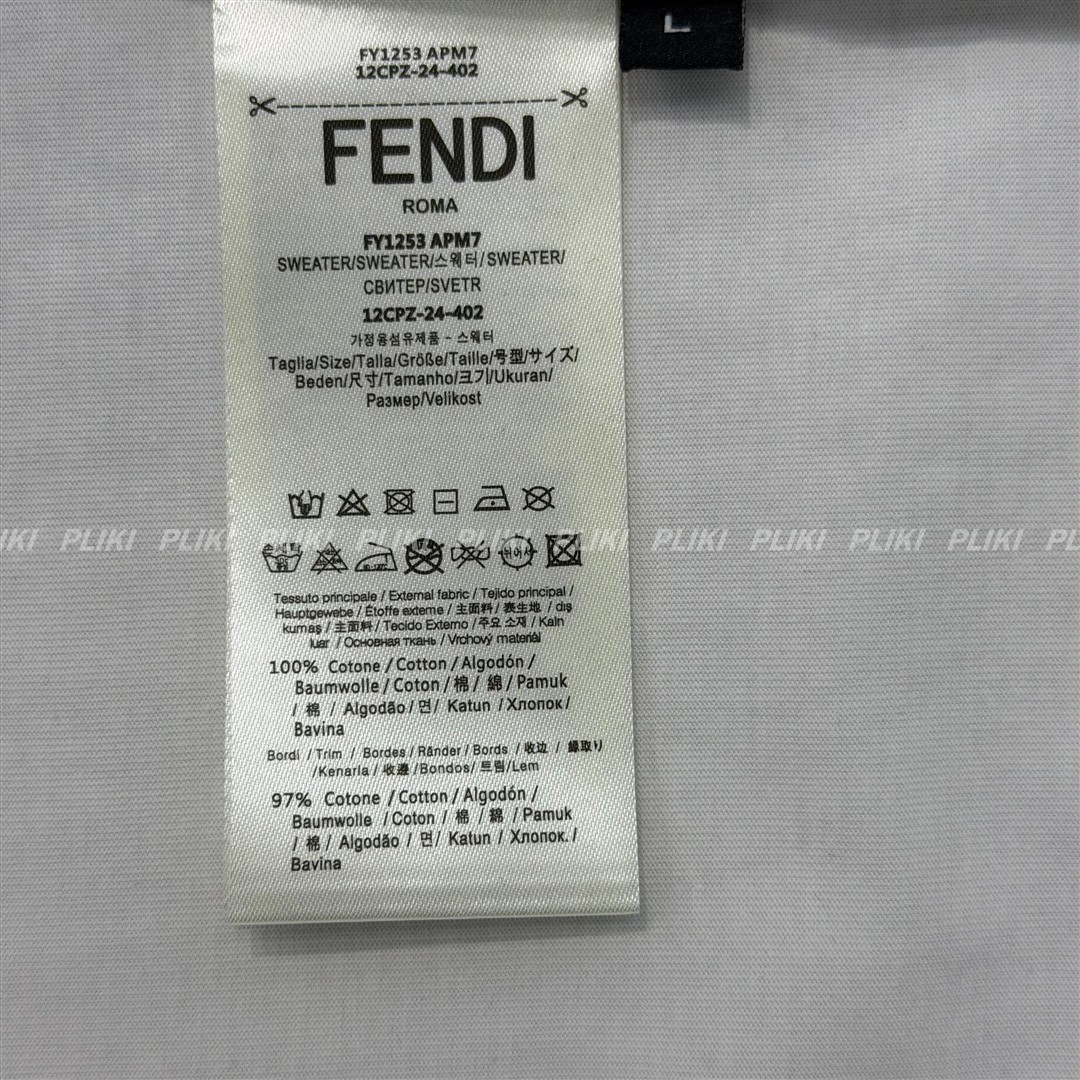 L
FY1253 APM7
12CPZ-24-402
FENDI
ROMA
FY1253 APM7
SWEATER/SWEATER/스웨터/SWEATER/
СВИТЕР/SVETR
12CPZ-24-402
가정용섬유제품 - 스웨터
Taglia/Size/Talla/Größe/Taille/号型/サイズ/
Beden/尺寸/Tamanho/크기/Ukuran/
Размер/Velikost
PLIKI PLIKI PLIKI PLIKI PLIKI PLIKI
뉘어서
Tessuto principale / External fabric / Tejido principal /
Hauptgewebe / Étoffe externe / 主面料 / 表生地 / dış
kumaş / 主面料 / Tecido Externo / 주요 소재 / Kain
luar / Основная ткань / Vrchový materiál
100% Cotone / Cotton / Algodón /
Baumwolle / Coton / 棉 / 綿 / Pamuk
/ 棉 / Algodão / 면 / Katun / Хлопок /
Bavina
Bordi / Trim / Bordes / Ränder / Bords / 收边 / 縁取り
/Kenarla / 收邊 /Bondos/ 트림/Lem
97% Cotone / Cotton / Algodón /
Baumwolle / Coton / 棉 / 綿 / Pamuk
/ 棉 / Algodão / 면/ Katun / Хлопок. /
Bavina